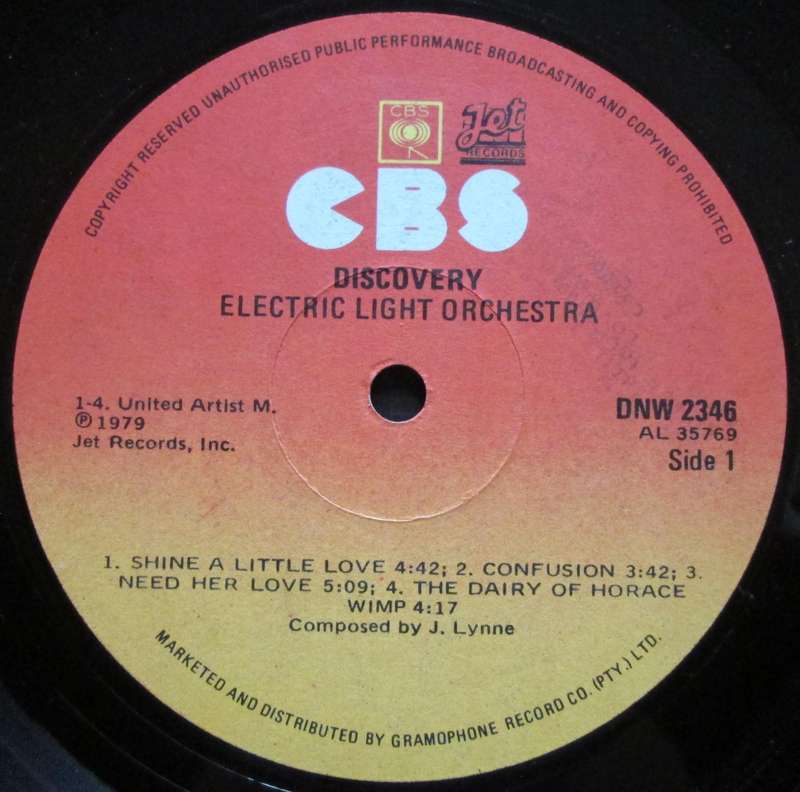 COPYRIGHT RESERVED UNAUTHORISED PUBLIC PERFORMANCE BROADCASTING AND COPYING PROHIBITED
CBS
Jet
RECORDS
CBS
DISCOVERY
ELECTRIC LIGHT ORCHESTRA
1-4. United Artist M.
℗ 1979
Jet Records, Inc.
DNW 2346
AL 35769
Side 1
1. SHINE A LITTLE LOVE 4:42; 2. CONFUSION 3:42; 3.
NEED HER LOVE 5:09; 4. THE DAIRY OF HORACE
WIMP 4:17
Composed by J. Lynne
MARKETED AND DISTRIBUTED BY GRAMOPHONE RECORD CO. (PTY.) LTD.